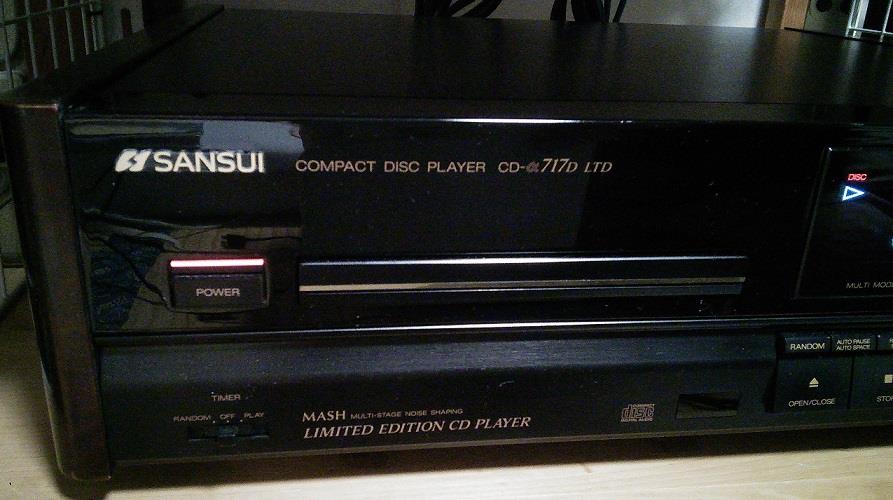 SANSUI COMPACT DISC PLAYER CD-α717D LTD
DISC
POWER
MULTI MODE
RANDOM
AUTO PAUSE
AUTO SPACE
OPEN/CLOSE
TIMER
RANDOM OFF PLAY
MASH MULTI-STAGE NOISE SHAPING
LIMITED EDITION CD PLAYER
COMPACT
disc
DIGITAL AUDIO